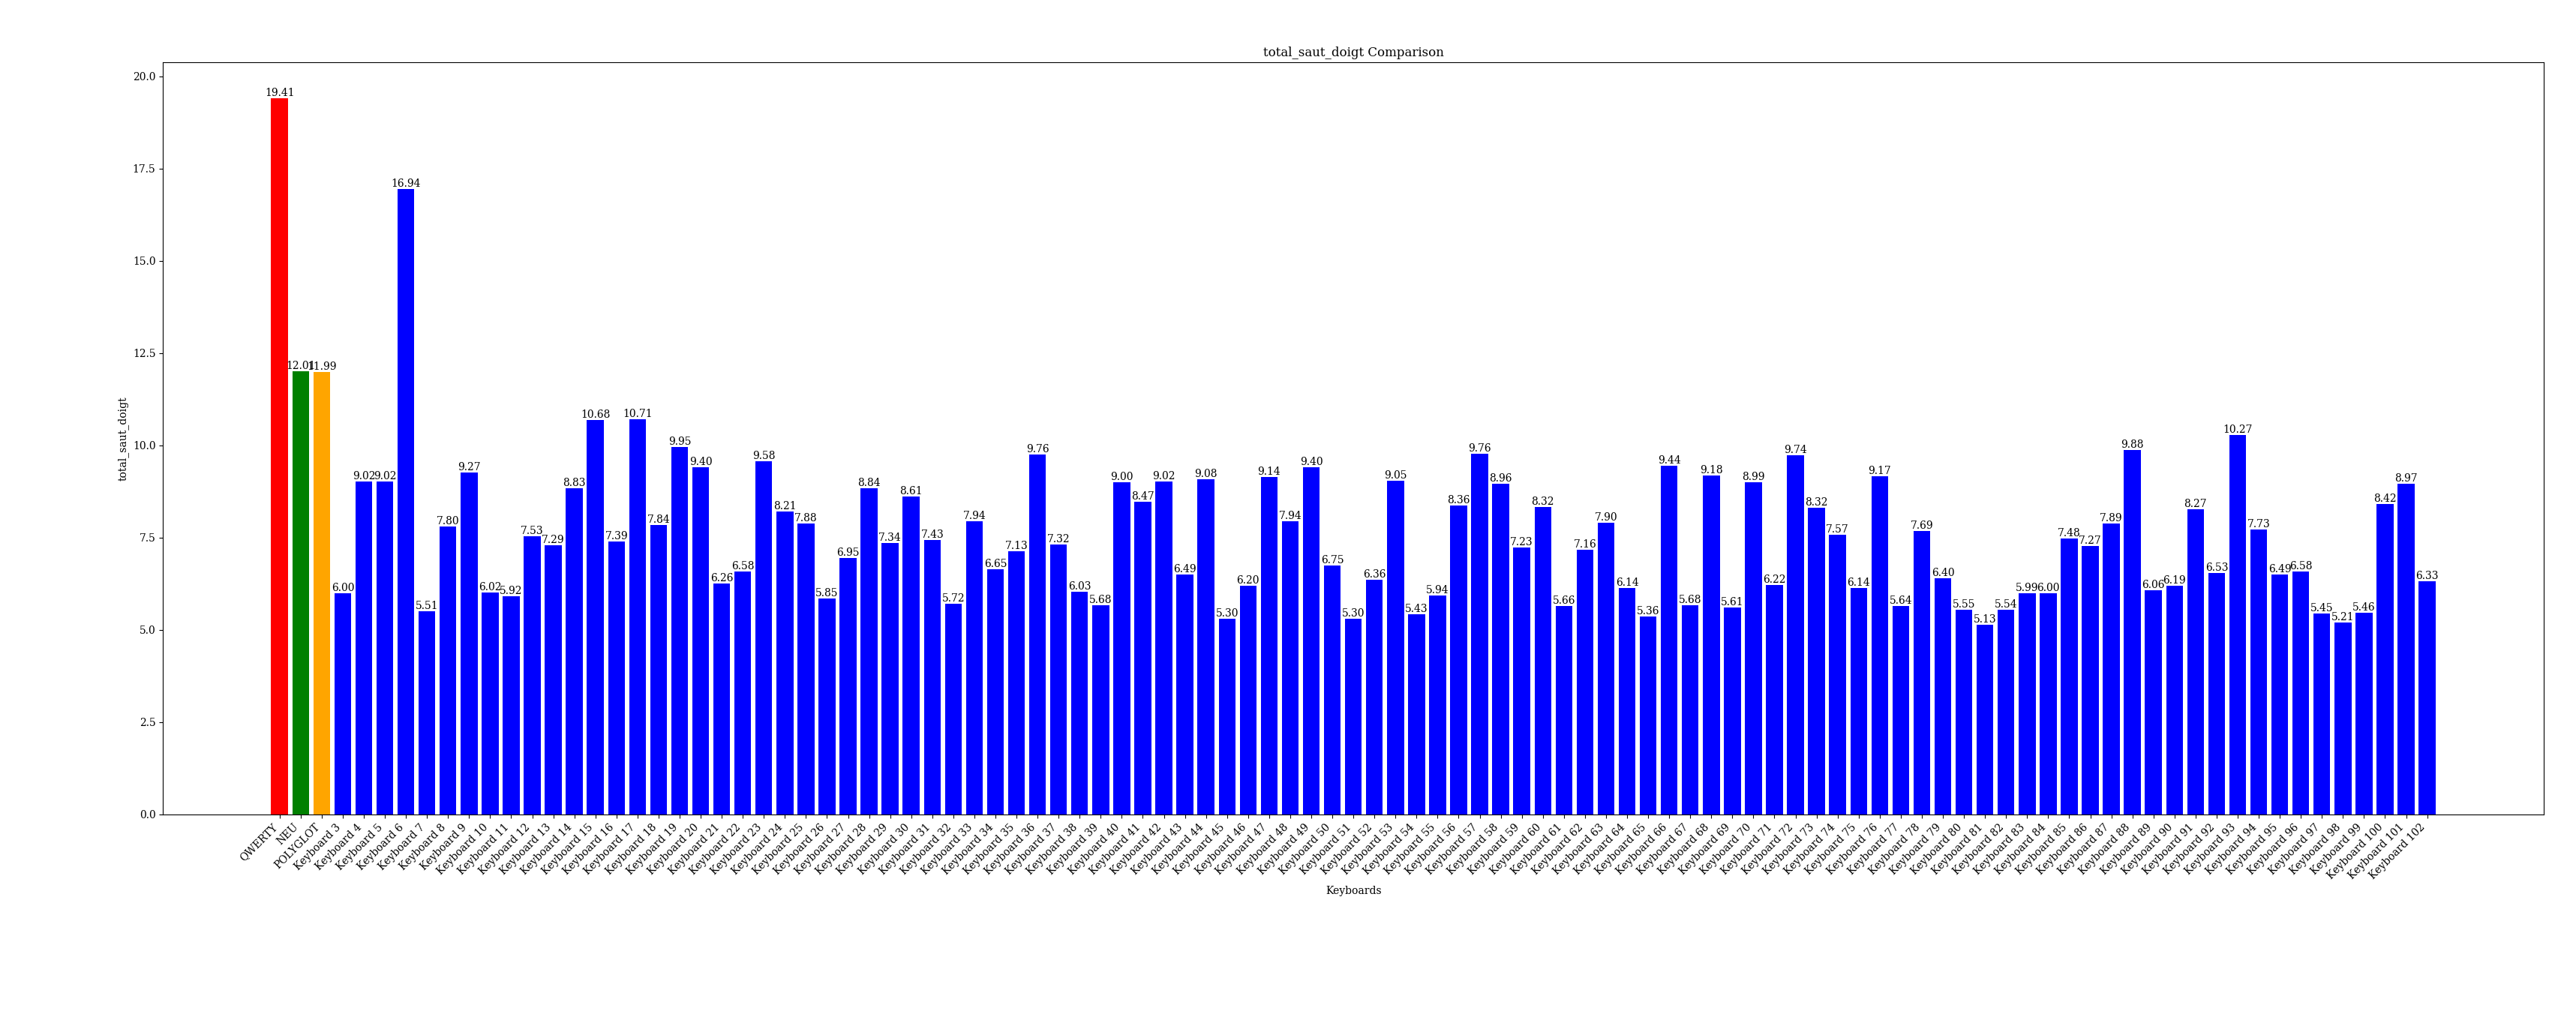 total_saut_doigt Comparison
20.0
17.5
15.0
12.5
10.0
7.5
5.0
2.5
0.0
total_saut_doigt
19.41
12.01
11.99
6.00
9.02
9.02
16.94
5.51
7.80
9.27
6.02
5.92
7.53
7.29
8.83
10.68
7.39
10.71
7.84
9.95
9.40
6.26
6.58
9.58
8.21
7.88
5.85
6.95
8.84
7.34
8.61
7.43
5.72
7.94
6.65
7.13
9.76
7.32
6.03
5.68
9.00
8.47
9.02
6.49
9.08
5.30
6.20
9.14
7.94
9.40
6.75
5.30
6.36
9.05
5.43
5.94
8.36
9.76
8.96
7.23
8.32
5.66
7.16
7.90
6.14
5.36
9.44
5.68
9.18
5.61
8.99
6.22
9.74
8.32
7.57
6.14
9.17
5.64
7.69
6.40
5.55
5.13
5.54
5.99
6.00
7.48
7.27
7.89
9.88
6.06
6.19
8.27
6.53
10.27
7.73
6.49
6.58
5.45
5.21
5.46
8.42
8.97
6.33
QWERTY
NEU
POLYGLOT
Keyboard 3
Keyboard 4
Keyboard 5
Keyboard 6
Keyboard 7
Keyboard 8
Keyboard 9
Keyboard 10
Keyboard 11
Keyboard 12
Keyboard 13
Keyboard 14
Keyboard 15
Keyboard 16
Keyboard 17
Keyboard 18
Keyboard 19
Keyboard 20
Keyboard 21
Keyboard 22
Keyboard 23
Keyboard 24
Keyboard 25
Keyboard 26
Keyboard 27
Keyboard 28
Keyboard 29
Keyboard 30
Keyboard 31
Keyboard 32
Keyboard 33
Keyboard 34
Keyboard 35
Keyboard 36
Keyboard 37
Keyboard 38
Keyboard 39
Keyboard 40
Keyboard 41
Keyboard 42
Keyboard 43
Keyboard 44
Keyboard 45
Keyboard 46
Keyboard 47
Keyboard 48
Keyboard 49
Keyboard 50
Keyboard 51
Keyboard 52
Keyboard 53
Keyboard 54
Keyboard 55
Keyboard 56
Keyboard 57
Keyboard 58
Keyboard 59
Keyboard 60
Keyboard 61
Keyboard 62
Keyboard 63
Keyboard 64
Keyboard 65
Keyboard 66
Keyboard 67
Keyboard 68
Keyboard 69
Keyboard 70
Keyboard 71
Keyboard 72
Keyboard 73
Keyboard 74
Keyboard 75
Keyboard 76
Keyboard 77
Keyboard 78
Keyboard 79
Keyboard 80
Keyboard 81
Keyboard 82
Keyboard 83
Keyboard 84
Keyboard 85
Keyboard 86
Keyboard 87
Keyboard 88
Keyboard 89
Keyboard 90
Keyboard 91
Keyboard 92
Keyboard 93
Keyboard 94
Keyboard 95
Keyboard 96
Keyboard 97
Keyboard 98
Keyboard 99
Keyboard 100
Keyboard 101
Keyboard 102
Keyboards